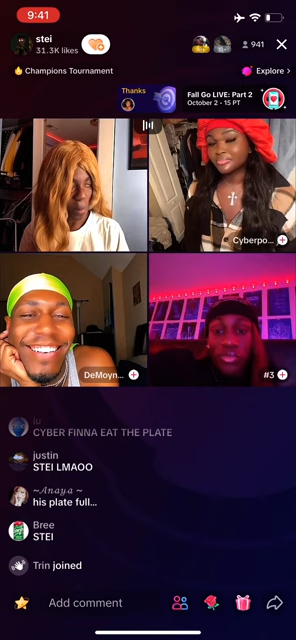 9:41
stei
31.3K likes
941
Champions Tournament
Explore >
Thanks
Fall Go LIVE: Part 2
October 2 - 15 PT
Cyberpo...
DeMoyn...
#3
iu
CYBER FINNA EAT THE PLATE
justin
STEI LMAOO
~Anaya~
his plate full...
Bree
STEI
Trin joined
Add comment